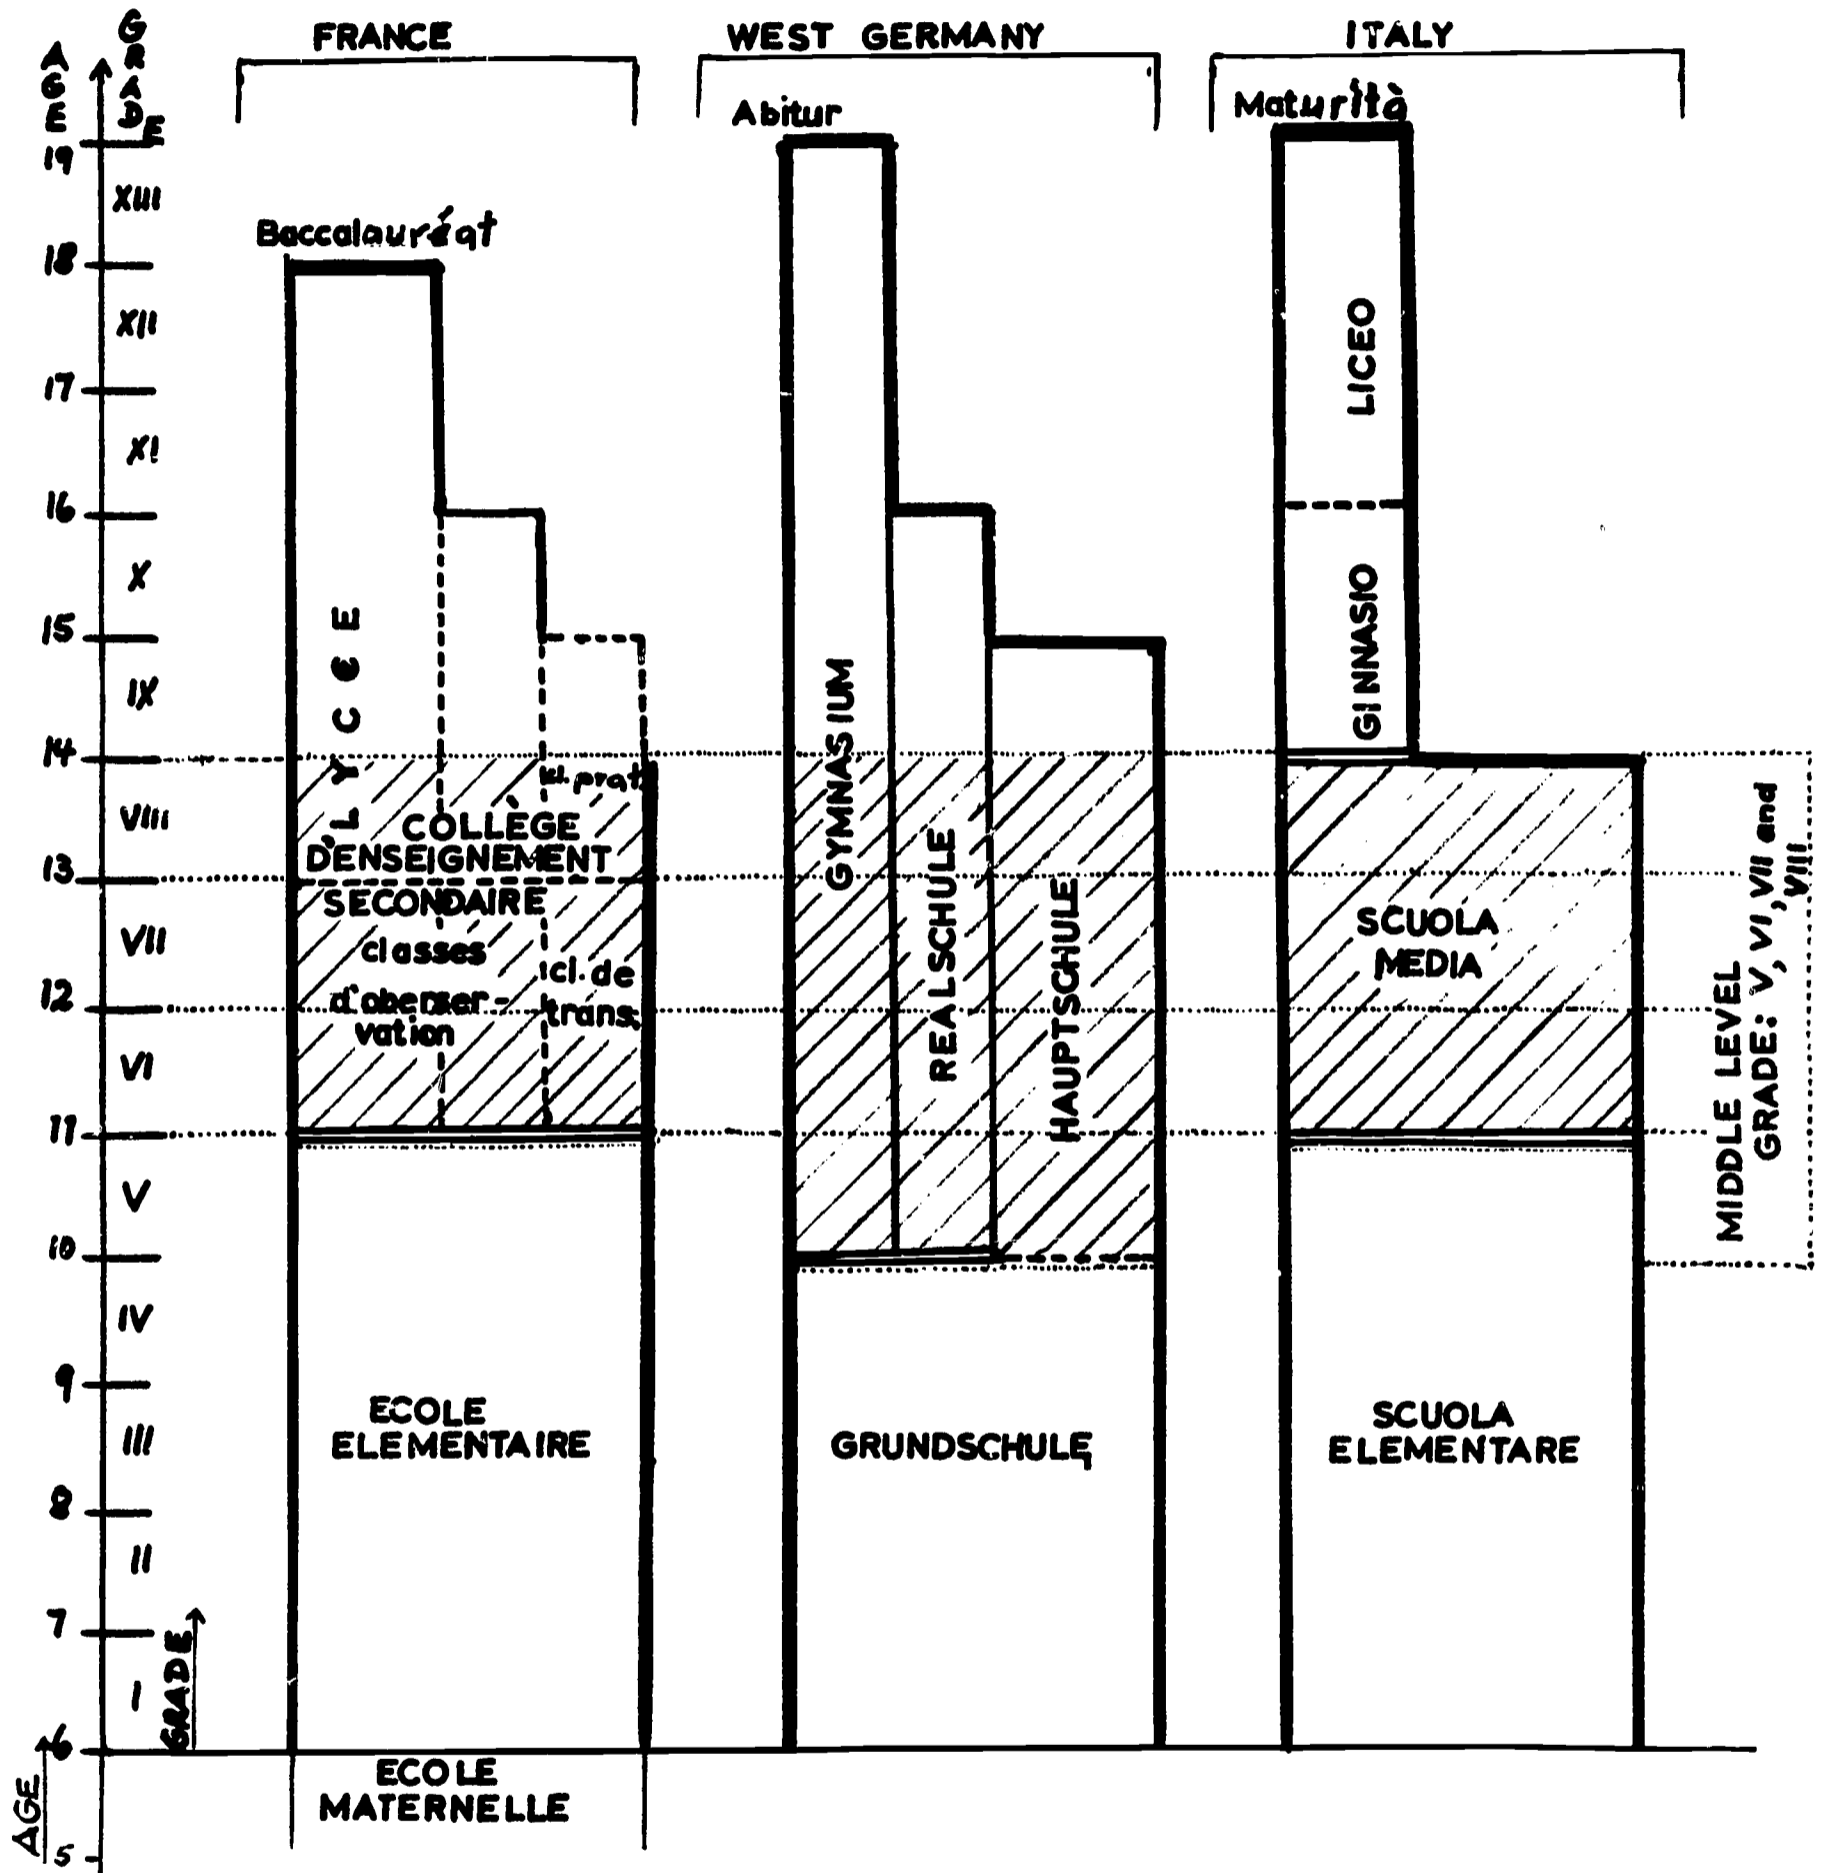 AGE
GRADE
FRANCE
WEST GERMANY
ITALY
Baccalauréat
Abitur
Maturità
19
XIII
18
XII
17
XI
16
X
15
IX
14
VIII
13
VII
12
VI
11
V
10
IV
9
III
8
II
7
I
6
5
GRADE
AGE
LYCEE
cl. prat
COLLÈGE
D'ENSEIGNEMENT
SECONDAIRE
classes
d'oberser-
vation
cl. de
trans.
ECOLE
ELEMENTAIRE
ECOLE
MATERNELLE
GYMNASIUM
REALSCHULE
HAUPTSCHULE
GRUNDSCHULE
LICEO
GINNASIO
SCUOLA
MEDIA
SCUOLA
ELEMENTARE
MIDDLE LEVEL
GRADE: V, VI, VII and
VIII